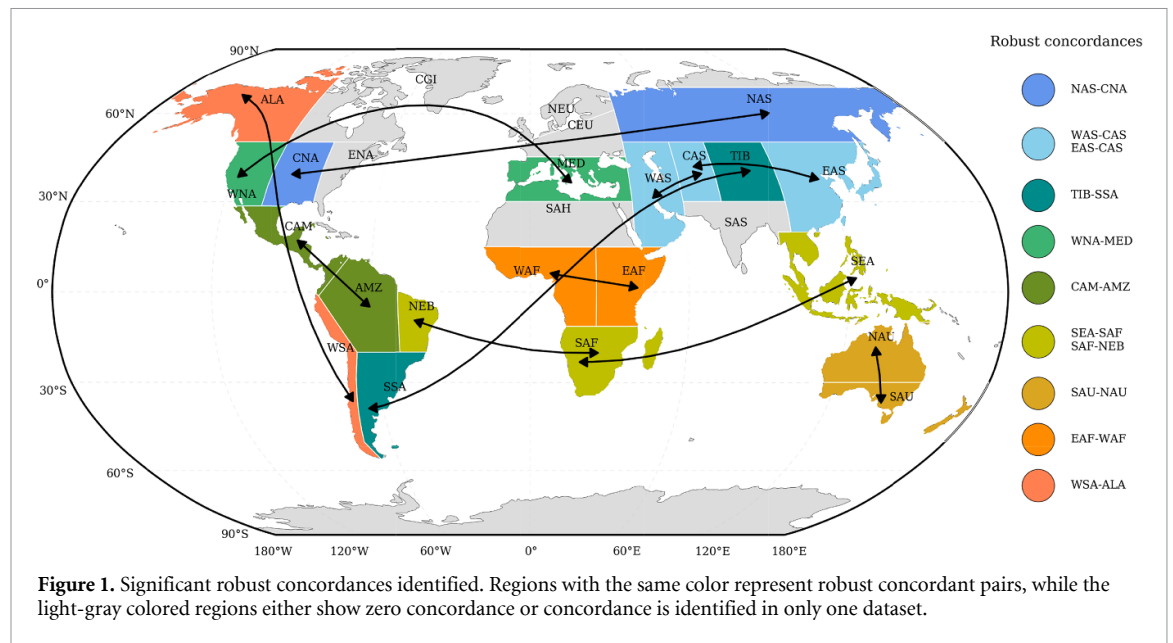 Robust concordances
90°N
60°N
30°N
0°
30°S
60°S
90°S
180°W 120°W 60°W 0° 60°E 120°E 180°E
CGI
ALA
NEU
CEU
NAS
CNA
ENA
WNA
MED
CAS
TIB
WAS
EAS
SAH
SAS
CAM
WAF
EAF
SEA
AMZ
NEB
WSA
SAF
NAU
SSA
SAU
NAS-CNA
WAS-CAS
EAS-CAS
TIB-SSA
WNA-MED
CAM-AMZ
SEA-SAF
SAF-NEB
SAU-NAU
EAF-WAF
WSA-ALA
Figure 1. Significant robust concordances identified. Regions with the same color represent robust concordant pairs, while the
light-gray colored regions either show zero concordance or concordance is identified in only one dataset.